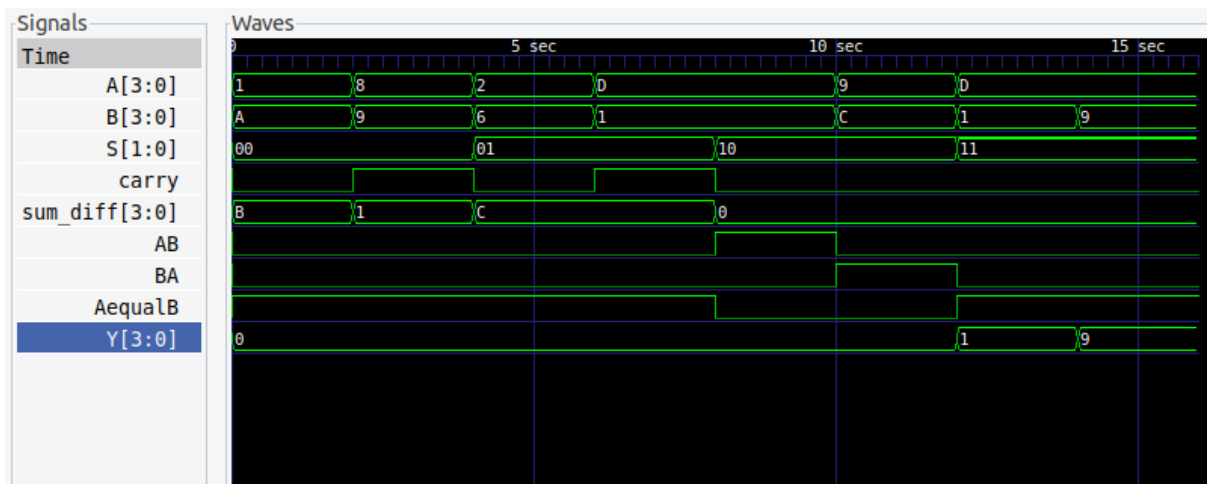 Signals Waves
Time 0 5 sec 10 sec 15 sec
A[3:0] 1 8 2 D 9 D
B[3:0] A 9 6 1 C 1 9
S[1:0] 00 01 10 11
carry
sum_diff[3:0] B 1 C 0
AB
BA
AequalB
Y[3:0] 0 1 9